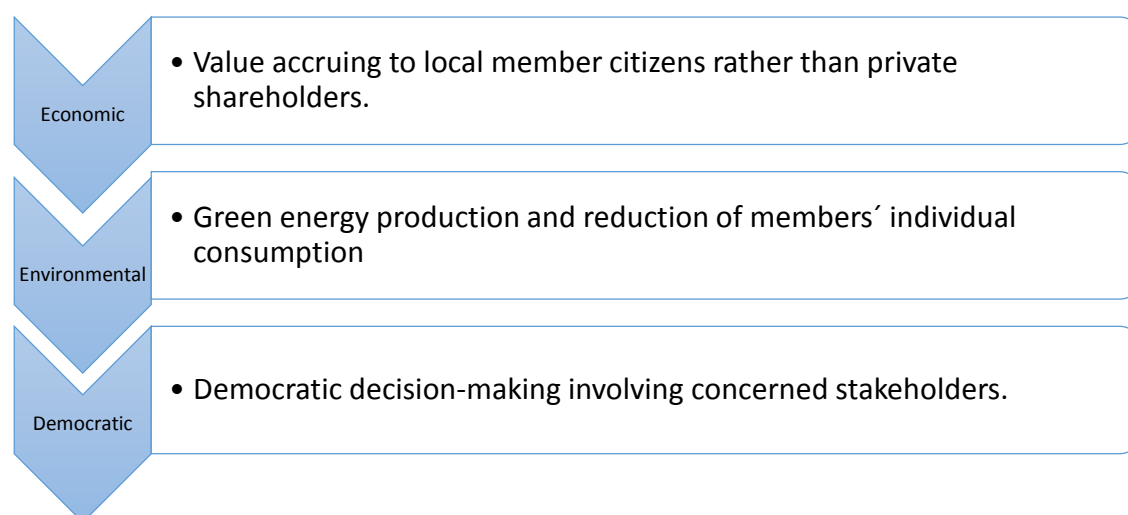 Economic
• Value accruing to local member citizens rather than private
shareholders.
Environmental
• Green energy production and reduction of members´ individual
consumption
Democratic
• Democratic decision-making involving concerned stakeholders.